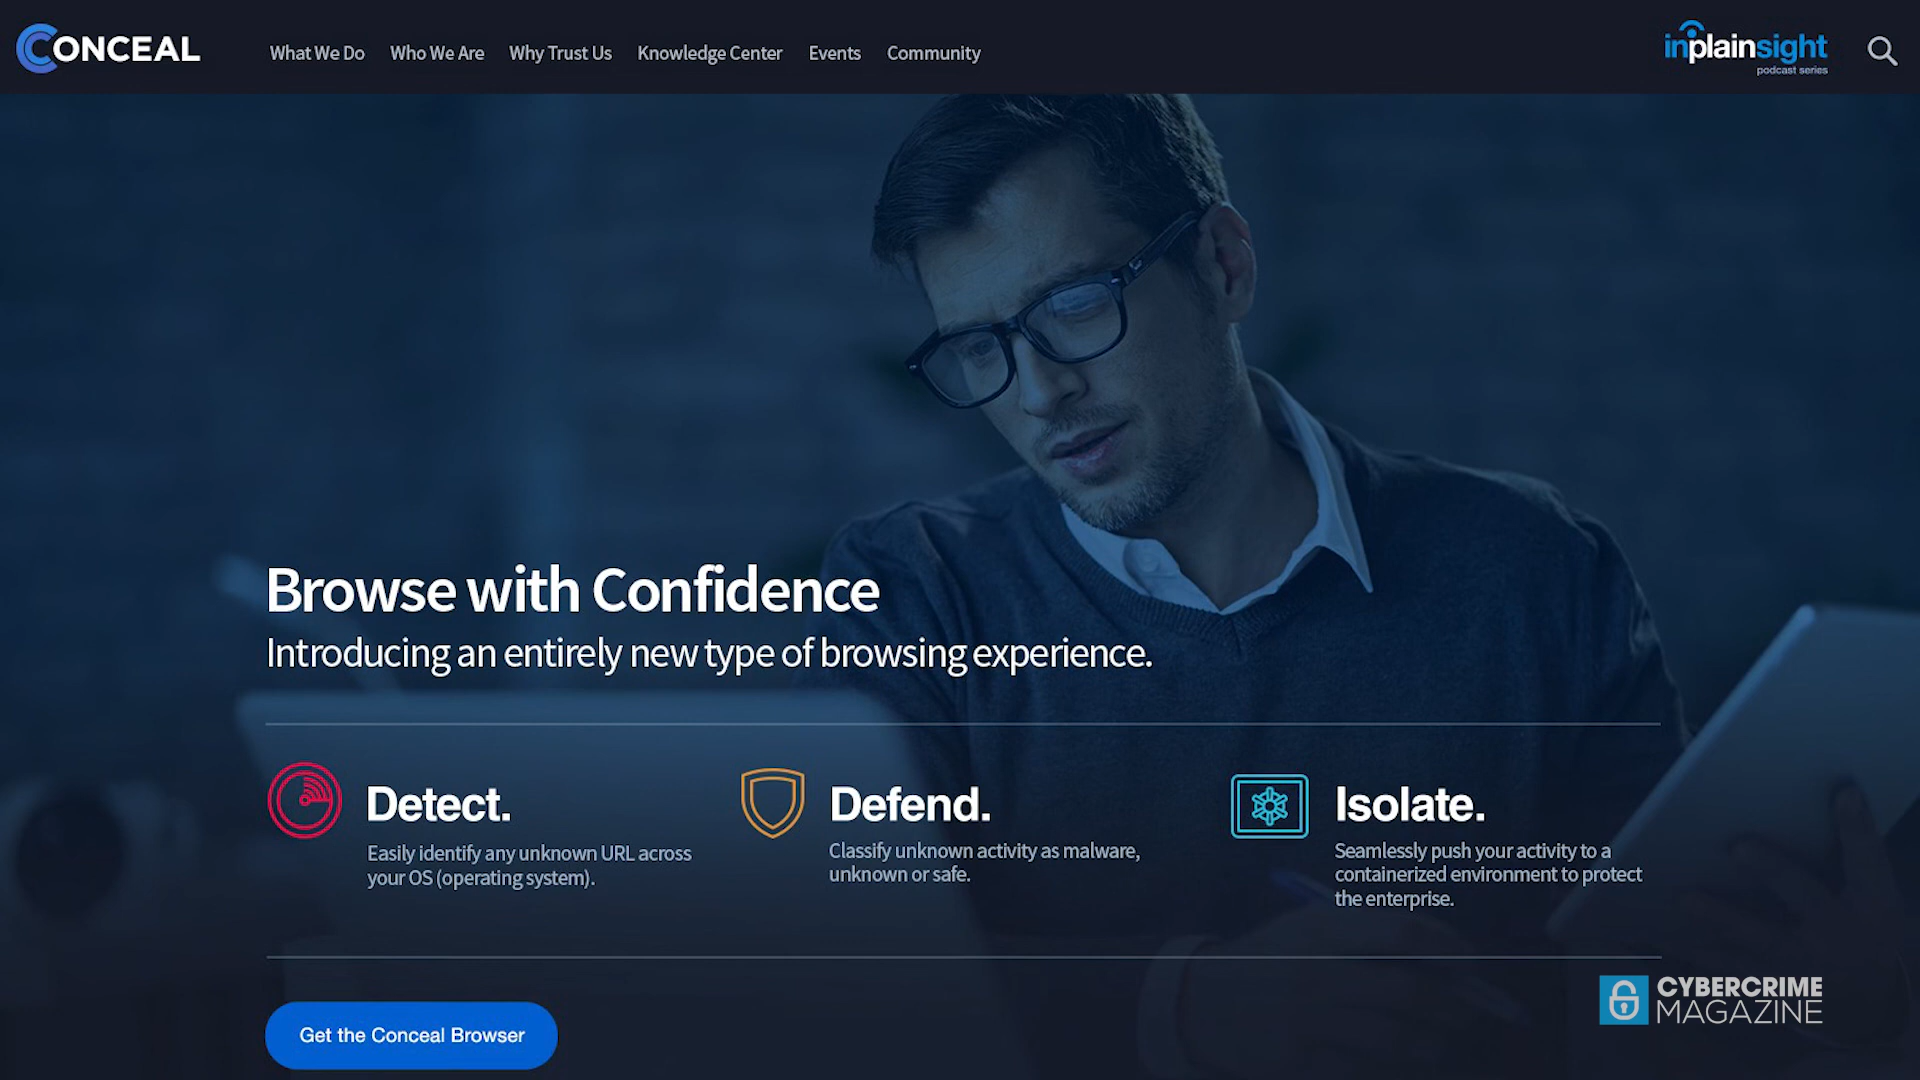 CONCEAL
What We Do
Who We Are
Why Trust Us
Knowledge Center
Events
Community
inplainsight
podcast series
Browse with Confidence
Introducing an entirely new type of browsing experience.
Detect.
Easily identify any unknown URL across
your OS (operating system).
Defend.
Classify unknown activity as malware,
unknown or safe.
Isolate.
Seamlessly push your activity to a
containerized environment to protect
the enterprise.
Get the Conceal Browser
CYBERCRIME
MAGAZINE